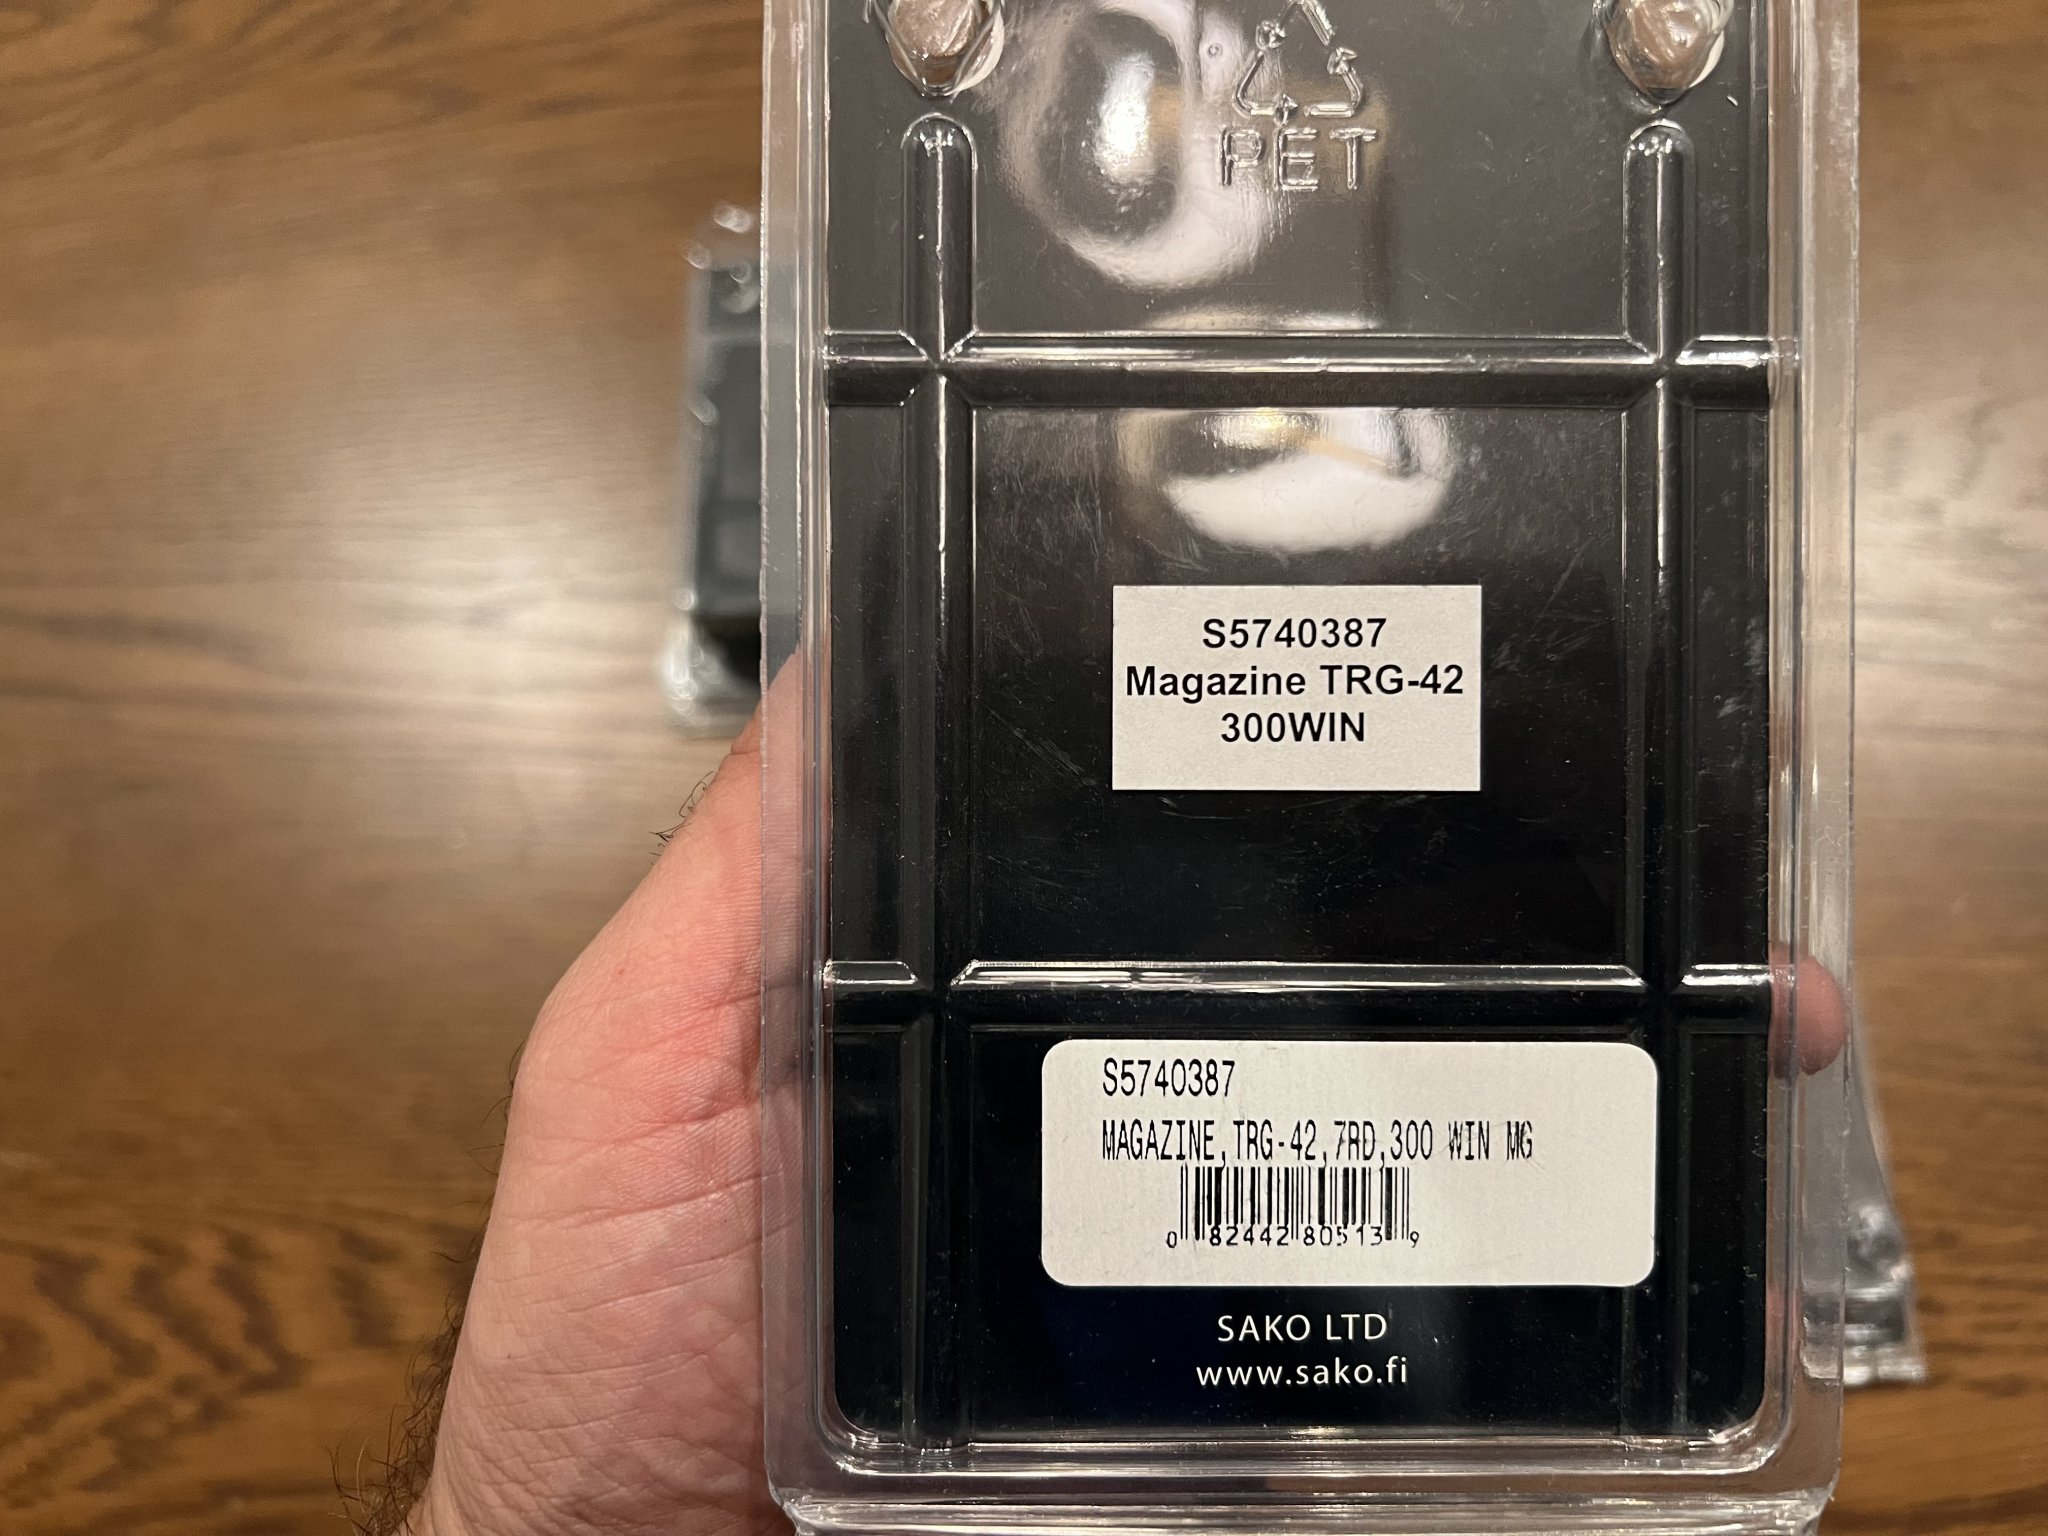 PET
S5740387
Magazine TRG-42
300WIN
S5740387
MAGAZINE,TRG-42,7RD,300 WIN MG
0 82442 80513 9
SAKO LTD
www.sako.fi